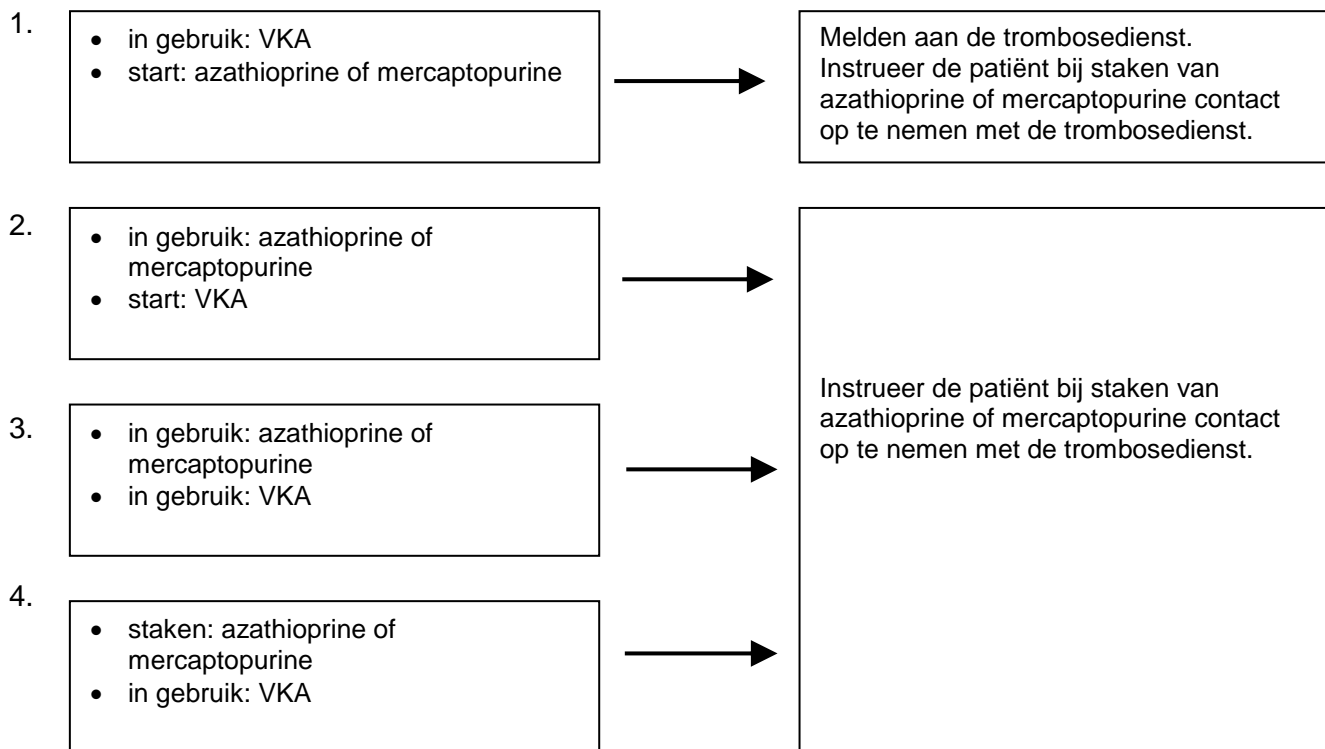 1.
• in gebruik: VKA
• start: azathioprine of mercaptopurine
Melden aan de trombosedienst.
Instrueer de patiënt bij staken van
azathioprine of mercaptopurine contact
op te nemen met de trombosedienst.
2.
• in gebruik: azathioprine of
mercaptopurine
• start: VKA
3.
• in gebruik: azathioprine of
mercaptopurine
• in gebruik: VKA
4.
• staken: azathioprine of
mercaptopurine
• in gebruik: VKA
Instrueer de patiënt bij staken van
azathioprine of mercaptopurine contact
op te nemen met de trombosedienst.